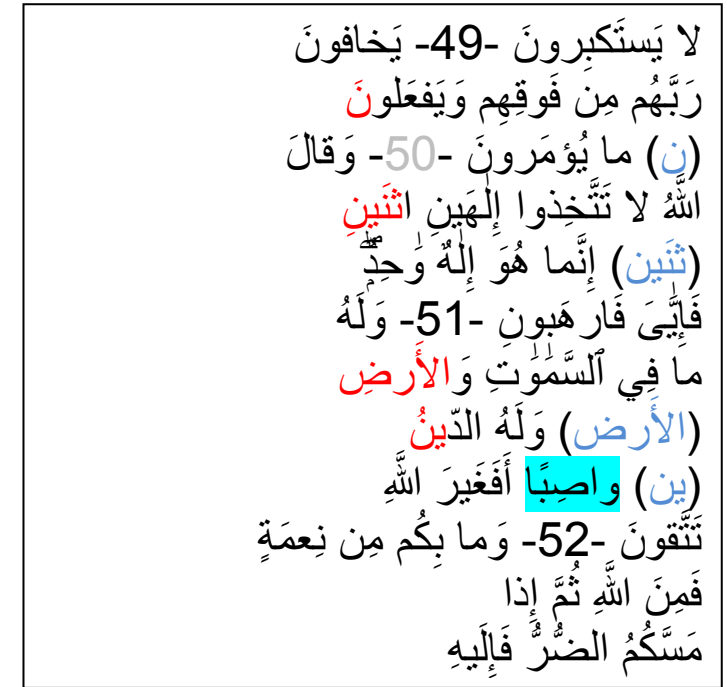 لا يَستَكبِرونَ -49- يَخافونَ
رَبَّهُم مِن فَوقِهِم وَيَفعَلونَ
(ن) ما يُؤمَرونَ -50- وَقالَ
اللَّهُ لا تَتَّخِذوا إِلٰهَينِ اثنَينِ
(ثنَين) إِنَّما هُوَ إِلٰهٌ وٰحِدٌ ۖ
فَإِيّٰىَ فَارهَبونِ -51- وَلَهُ
ما فِي ٱلسَّمٰوٰتِ وَالأَرضِ
(الأَرض) وَلَهُ الدّينُ
(ين) واصِبًا أَفَغَيرَ اللَّهِ
تَتَّقونَ -52- وَما بِكُم مِن نِعمَةٍ
فَمِنَ اللَّهِ ثُمَّ إِذا
مَسَّكُمُ الضُّرُّ فَإِلَيهِ